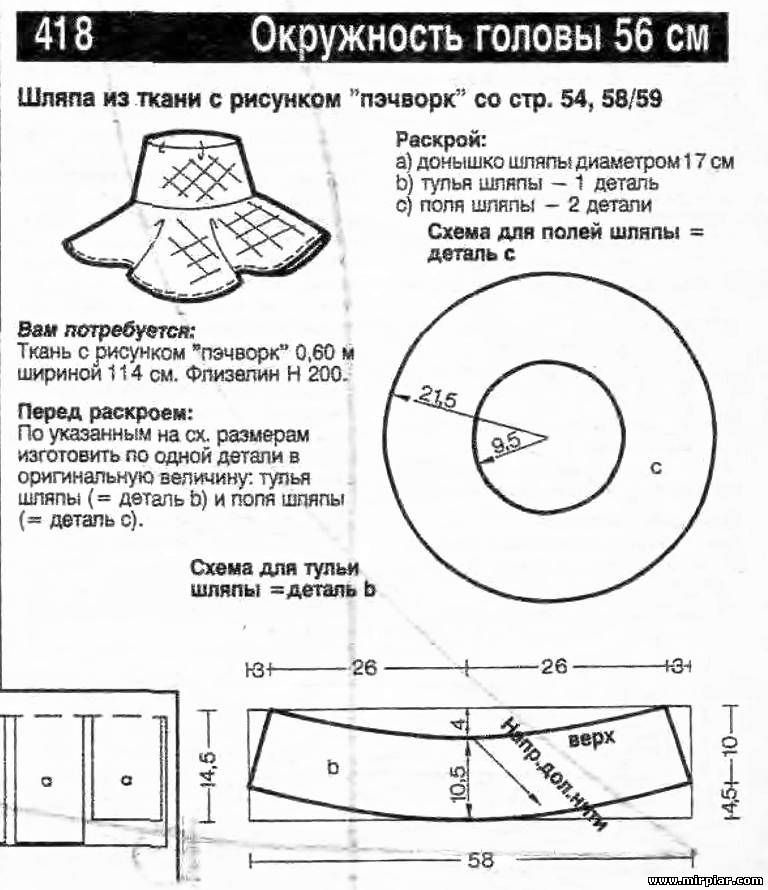 418 Окружность головы 56 см
Шляпа из ткани с рисунком "пэчворк" со стр. 54, 58/59
Раскрой:
а) донышко шляпы диаметром 17 см
b) тулья шляпы – 1 деталь
c) поля шляпы – 2 детали
Схема для полей шляпы =
деталь с
Вам потребуется:
Ткань с рисунком "пэчворк" 0,60 м
шириной 114 см. Флизелин Н 200.
Перед раскроем:
По указанным на сх. размерам
изготовить по одной детали в
оригинальную величину: тулья
шляпы (= деталь b) и поля шляпы
(= деталь с).
21,5
9,5
c
Схема для тульи
шляпы =деталь b
3 26 26 3
a a
14,5
b
4
10,5
Напр.дол.нити
верх
10
4,5
58
www.mirpiar.com